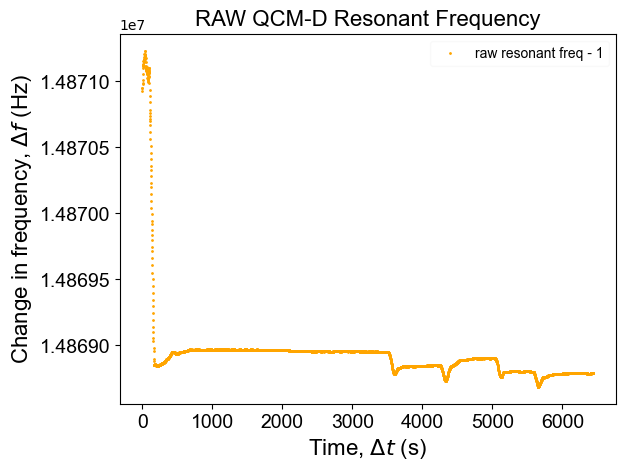 RAW QCM-D Resonant Frequency
1e7
raw resonant freq - 1
1.48710
1.48705
1.48700
1.48695
1.48690
Change in frequency, Δf (Hz)
0 1000 2000 3000 4000 5000 6000
Time, Δt (s)